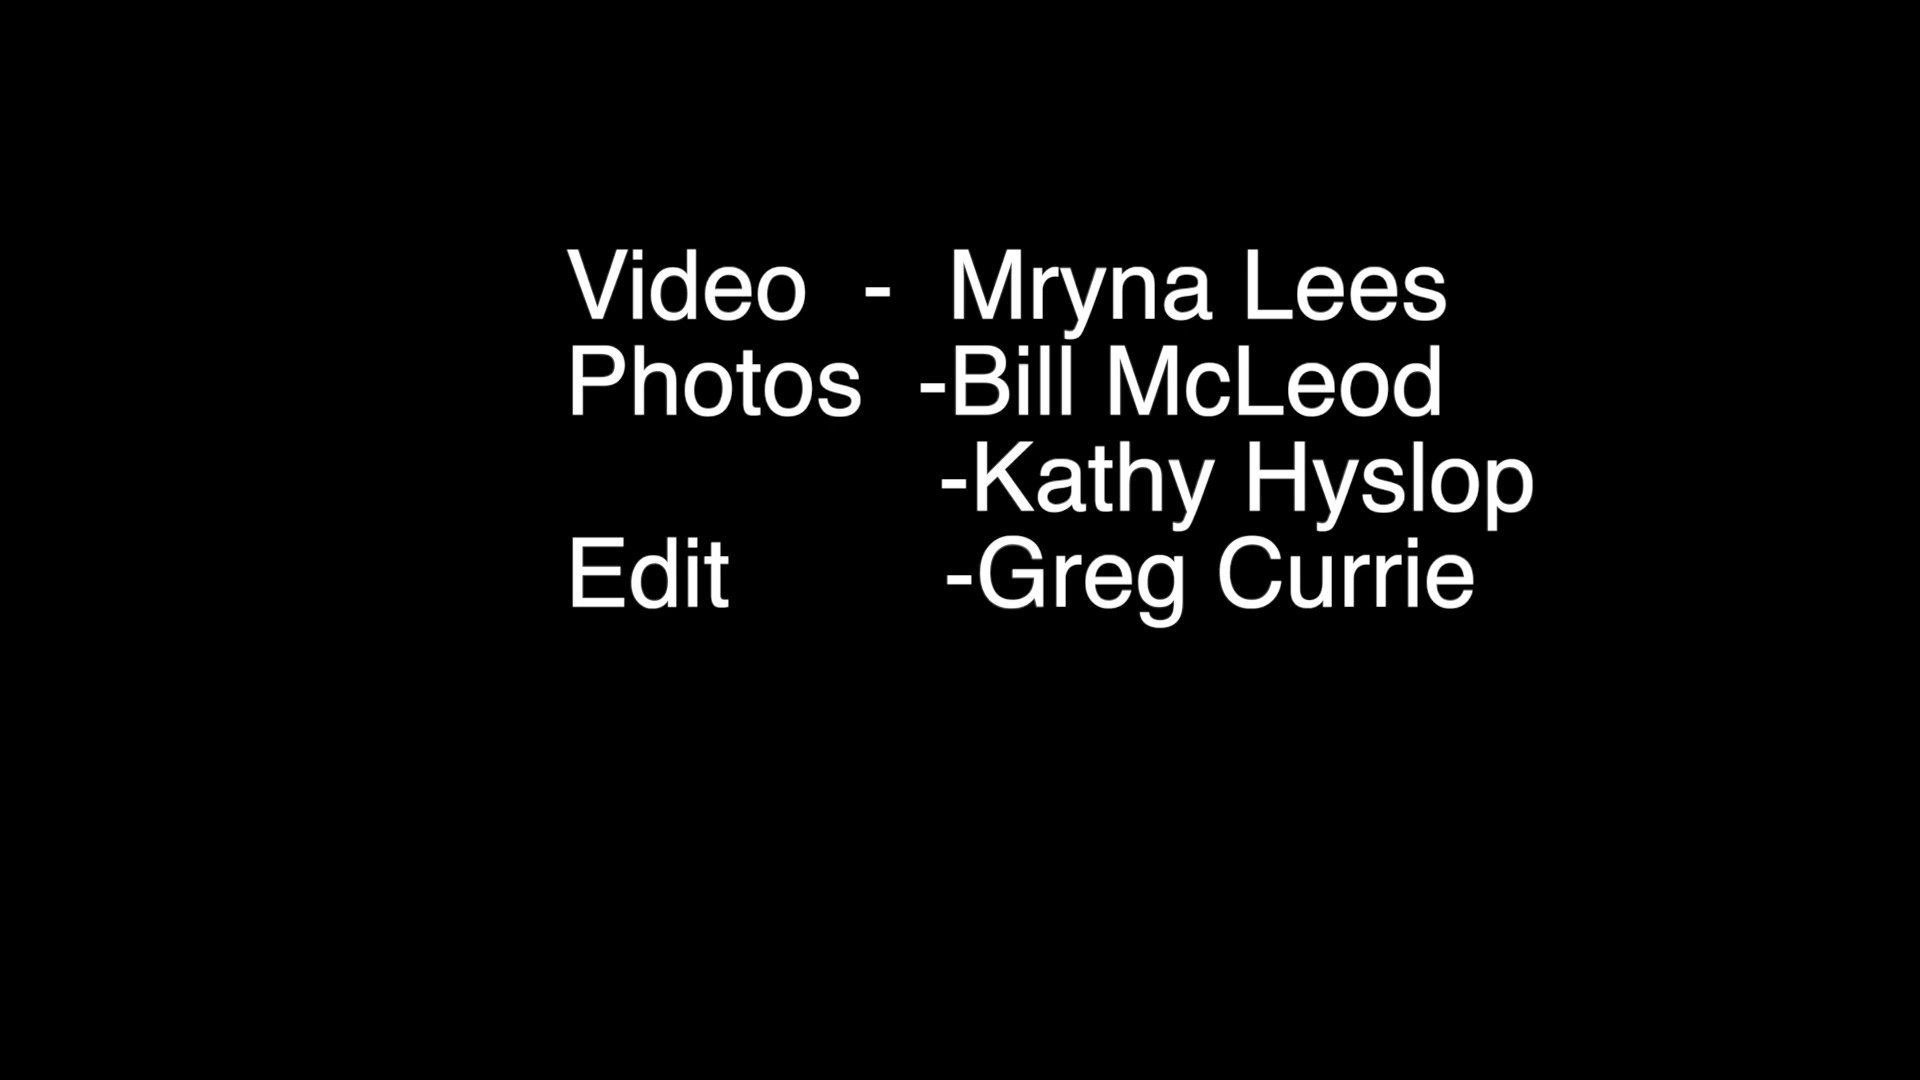 Video - Mryna Lees
Photos -Bill McLeod
-Kathy Hyslop
Edit -Greg Currie